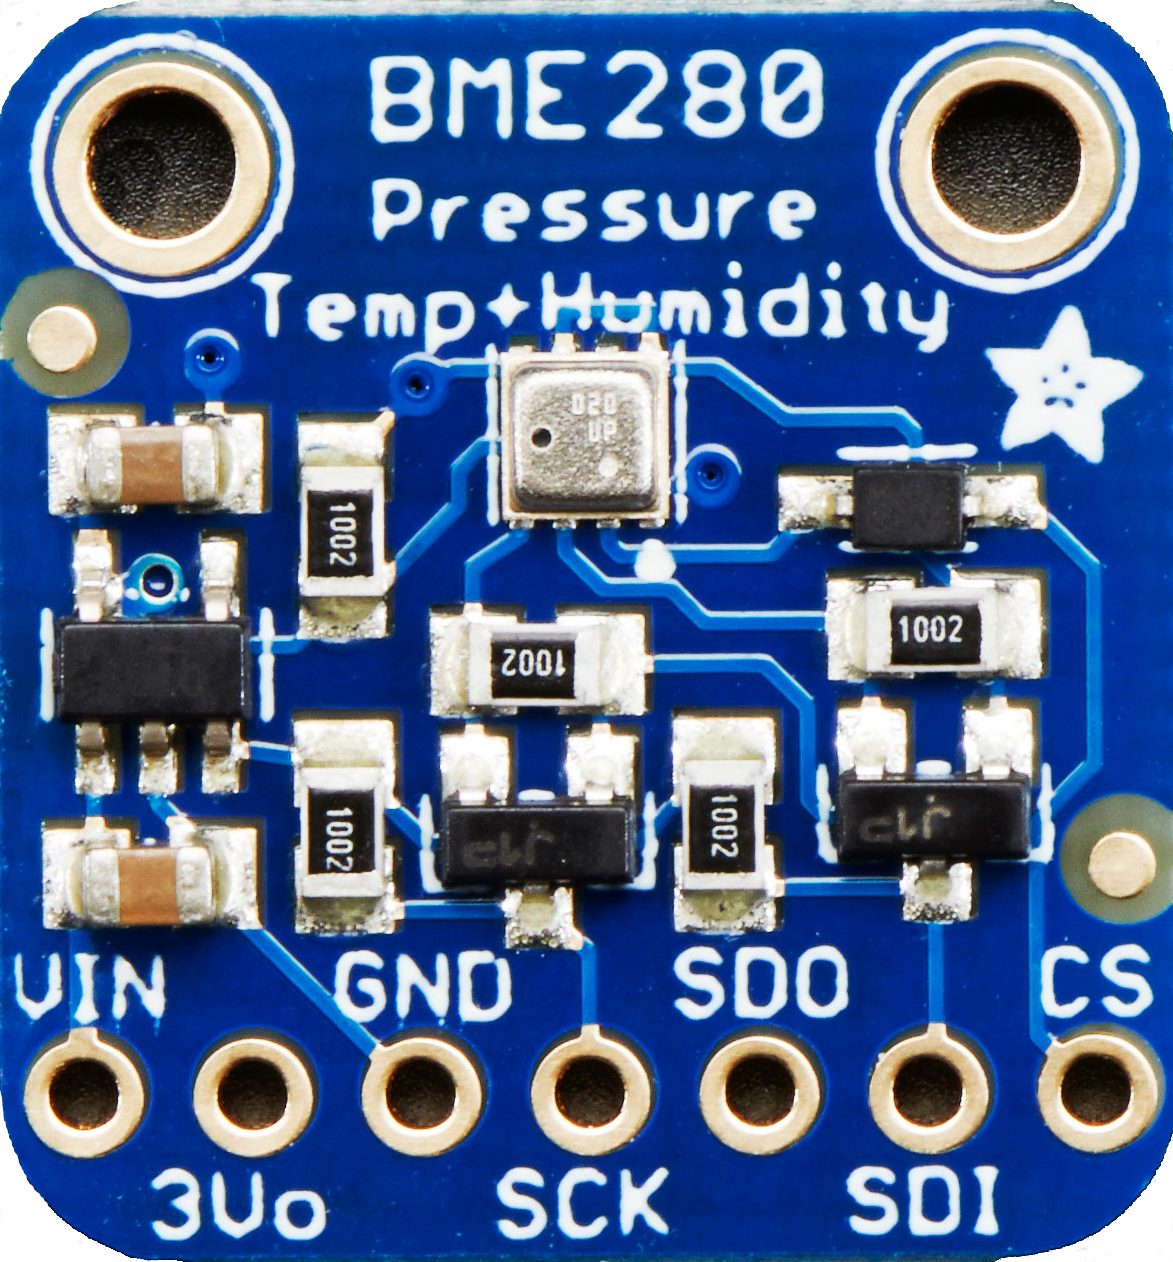 BME280
Pressure
Temp+Humidity
020
UP
1002
1002
1002
1002
1002
VIN GND SDO CS
3Vo SCK SDI